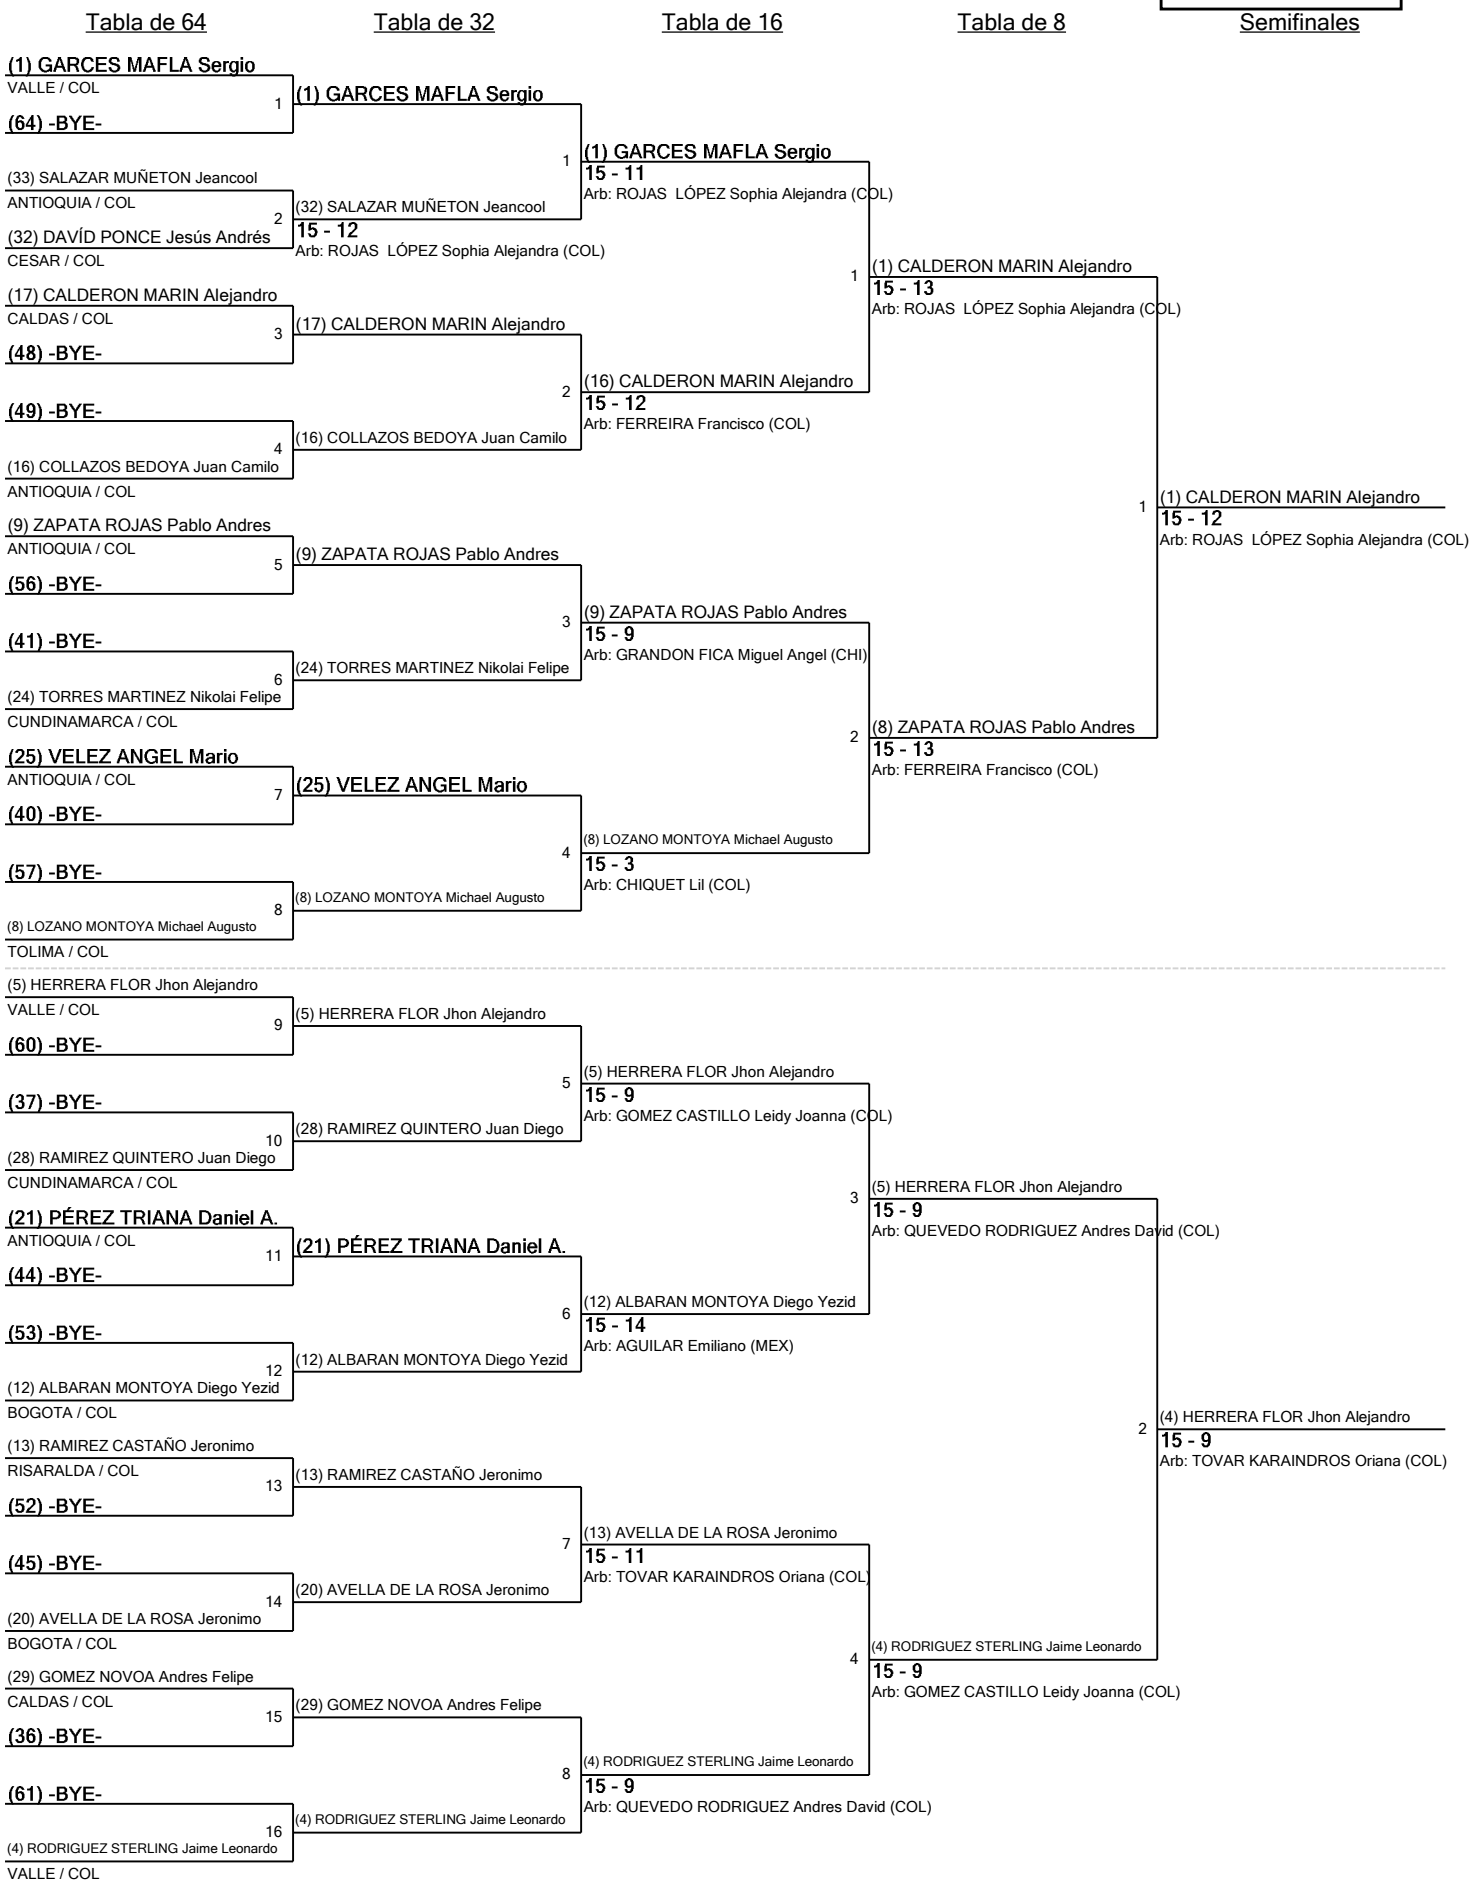 Tabla de 64
Tabla de 32
Tabla de 16
Tabla de 8
Semifinales
(1) GARCES MAFLA Sergio
VALLE / COL
1
(64) -BYE-
(33) SALAZAR MUÑETON Jeancool
ANTIOQUIA / COL
2
(32) DAVÍD PONCE Jesús Andrés
CESAR / COL
(17) CALDERON MARIN Alejandro
CALDAS / COL
3
(48) -BYE-
(49) -BYE-
4
(16) COLLAZOS BEDOYA Juan Camilo
ANTIOQUIA / COL
(9) ZAPATA ROJAS Pablo Andres
ANTIOQUIA / COL
5
(56) -BYE-
(41) -BYE-
6
(24) TORRES MARTINEZ Nikolai Felipe
CUNDINAMARCA / COL
(25) VELEZ ANGEL Mario
ANTIOQUIA / COL
7
(40) -BYE-
(57) -BYE-
8
(8) LOZANO MONTOYA Michael Augusto
TOLIMA / COL
(5) HERRERA FLOR Jhon Alejandro
VALLE / COL
9
(60) -BYE-
(37) -BYE-
10
(28) RAMIREZ QUINTERO Juan Diego
CUNDINAMARCA / COL
(21) PÉREZ TRIANA Daniel A.
ANTIOQUIA / COL
11
(44) -BYE-
(53) -BYE-
12
(12) ALBARAN MONTOYA Diego Yezid
BOGOTA / COL
(13) RAMIREZ CASTAÑO Jeronimo
RISARALDA / COL
13
(52) -BYE-
(45) -BYE-
14
(20) AVELLA DE LA ROSA Jeronimo
BOGOTA / COL
(29) GOMEZ NOVOA Andres Felipe
CALDAS / COL
15
(36) -BYE-
(61) -BYE-
16
(4) RODRIGUEZ STERLING Jaime Leonardo
VALLE / COL
(1) GARCES MAFLA Sergio
1
(32) SALAZAR MUÑETON Jeancool
15 - 12
Arb: ROJAS  LÓPEZ Sophia Alejandra (COL)
(17) CALDERON MARIN Alejandro
2
(16) COLLAZOS BEDOYA Juan Camilo
(9) ZAPATA ROJAS Pablo Andres
3
(24) TORRES MARTINEZ Nikolai Felipe
(25) VELEZ ANGEL Mario
4
(8) LOZANO MONTOYA Michael Augusto
(5) HERRERA FLOR Jhon Alejandro
5
(28) RAMIREZ QUINTERO Juan Diego
(21) PÉREZ TRIANA Daniel A.
6
(12) ALBARAN MONTOYA Diego Yezid
(13) RAMIREZ CASTAÑO Jeronimo
7
(20) AVELLA DE LA ROSA Jeronimo
(29) GOMEZ NOVOA Andres Felipe
8
(4) RODRIGUEZ STERLING Jaime Leonardo
(1) GARCES MAFLA Sergio
15 - 11
Arb: ROJAS  LÓPEZ Sophia Alejandra (COL)
1
(16) CALDERON MARIN Alejandro
15 - 12
Arb: FERREIRA Francisco (COL)
(9) ZAPATA ROJAS Pablo Andres
15 - 9
Arb: GRANDON FICA Miguel Angel (CHI)
2
(8) LOZANO MONTOYA Michael Augusto
15 - 3
Arb: CHIQUET Lil (COL)
(5) HERRERA FLOR Jhon Alejandro
15 - 9
Arb: GOMEZ CASTILLO Leidy Joanna (COL)
3
(12) ALBARAN MONTOYA Diego Yezid
15 - 14
Arb: AGUILAR Emiliano (MEX)
(13) AVELLA DE LA ROSA Jeronimo
15 - 11
Arb: TOVAR KARAINDROS Oriana (COL)
4
(4) RODRIGUEZ STERLING Jaime Leonardo
15 - 9
Arb: QUEVEDO RODRIGUEZ Andres David (COL)
(1) CALDERON MARIN Alejandro
15 - 13
Arb: ROJAS  LÓPEZ Sophia Alejandra (COL)
1
(8) ZAPATA ROJAS Pablo Andres
15 - 13
Arb: FERREIRA Francisco (COL)
(5) HERRERA FLOR Jhon Alejandro
15 - 9
Arb: QUEVEDO RODRIGUEZ Andres David (COL)
2
(4) RODRIGUEZ STERLING Jaime Leonardo
15 - 9
Arb: GOMEZ CASTILLO Leidy Joanna (COL)
(1) CALDERON MARIN Alejandro
15 - 12
Arb: ROJAS  LÓPEZ Sophia Alejandra (COL)
(4) HERRERA FLOR Jhon Alejandro
15 - 9
Arb: TOVAR KARAINDROS Oriana (COL)